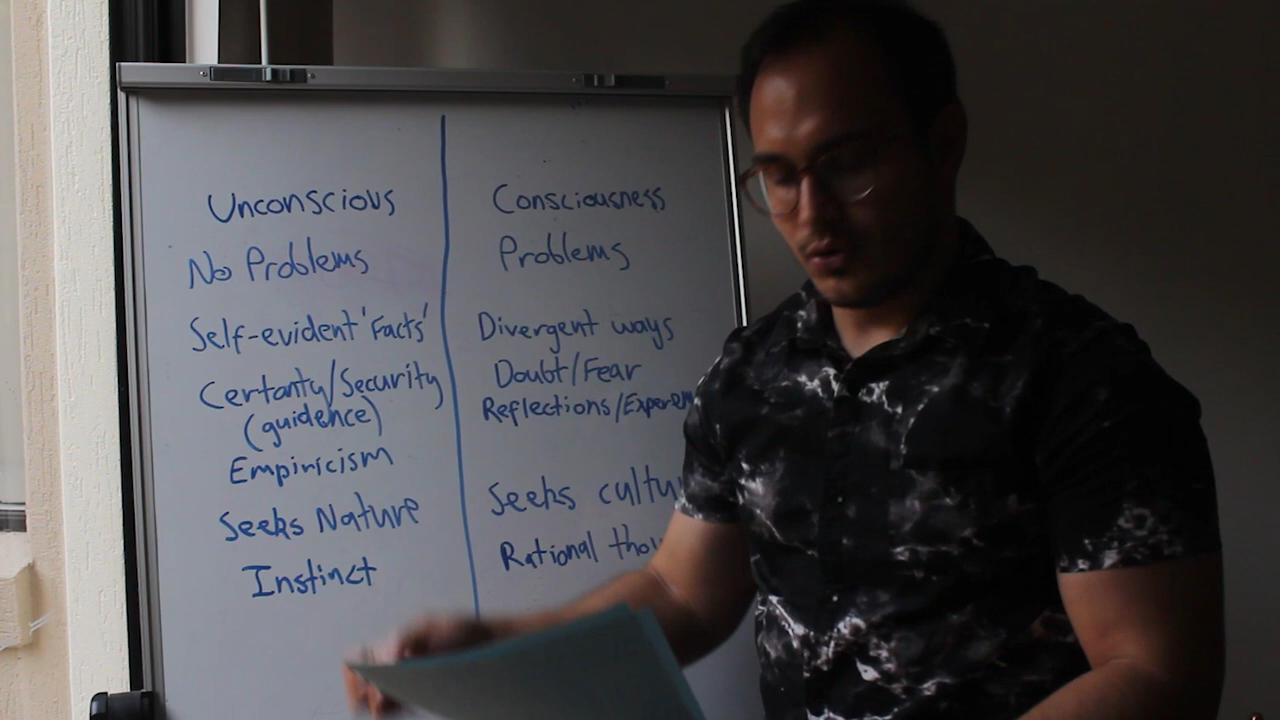 Unconscious
No Problems
Self-evident 'Facts'
Certanty/Security
(guidence)
Empiricism
Seeks Nature
Instinct
Consciousness
Problems
Divergent ways
Doubt/Fear
Reflections/
Seeks
Rational